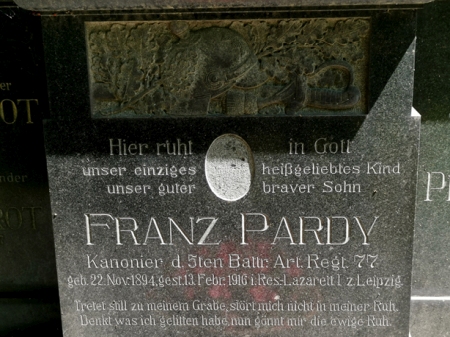 Hier ruht in Gott
unser einziges heißgeliebtes Kind
unser guter braver Sohn
FRANZ PARDY
Kanonier d. 5ten Battr. Art. Regt. 77
geb. 22. Nov. 1894, gest. 13. Febr. 1916 i. Res. Lazarett I z. Leipzig.
Tretet still zu meinem Grabe, stört mich nicht in meiner Ruh.
Denkt was ich gelitten habe nun gönnt mir die ewige Ruh.